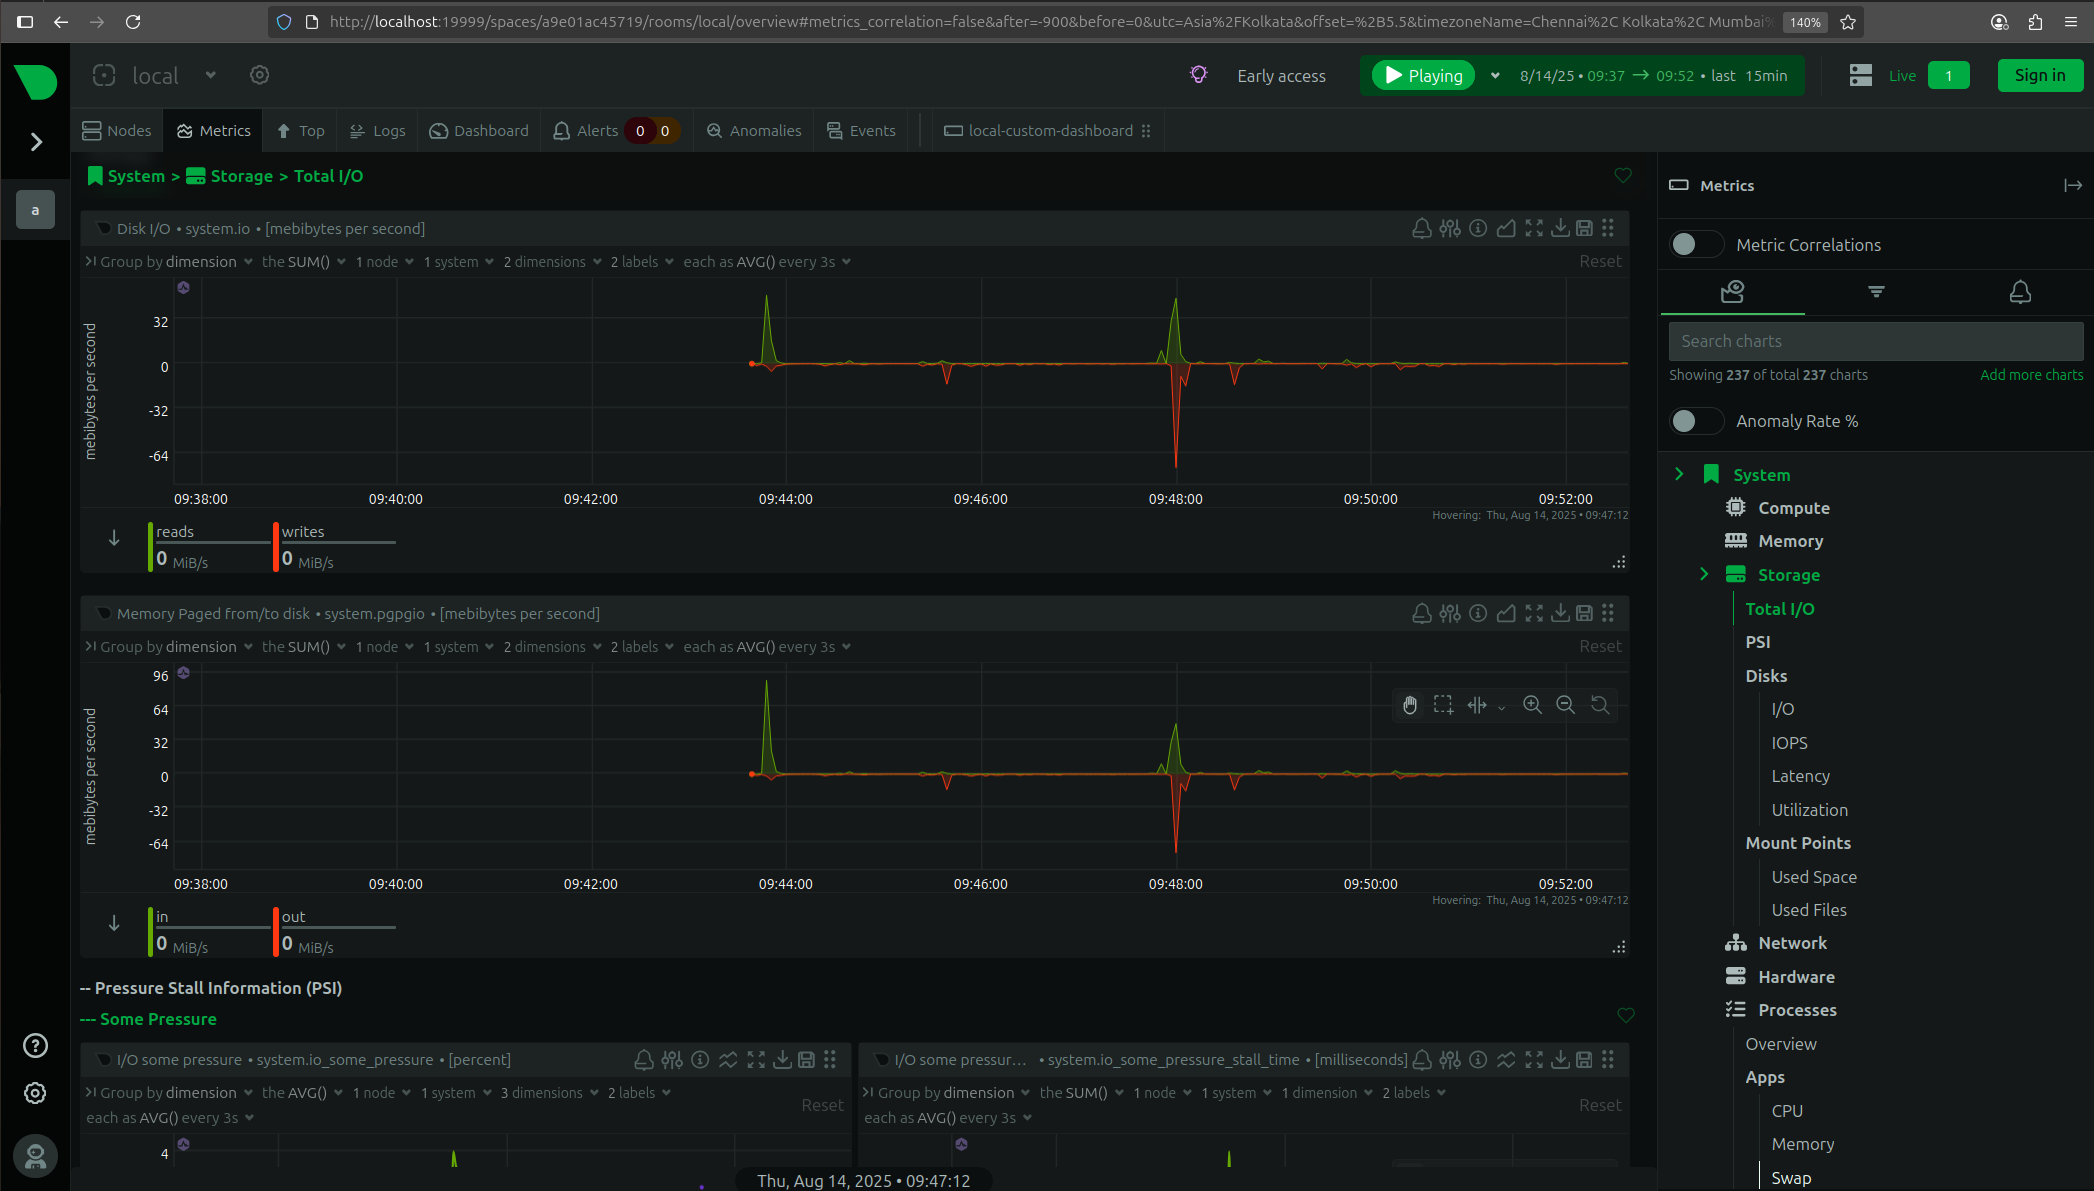 http://localhost:19999/spaces/a9e01ac45719/rooms/local/overview#metrics_correlation=false&after=-900&before=0&utc=Asia%2FKolkata&offset=%2B5.5&timezoneName=Chennai%2C Kolkata%2C Mumbai% 140%
local Early access Playing 8/14/25 • 09:37 → 09:52 • last 15min Live 1 Sign in
Nodes Metrics Top Logs Dashboard Alerts 0 0 Anomalies Events local-custom-dashboard
a
System > Storage > Total I/O
Disk I/O • system.io • [mebibytes per second]
Group by dimension the SUM() 1 node 1 system 2 dimensions 2 labels each as AVG() every 3s Reset
mebibytes per second
32
0
-32
-64
09:38:00 09:40:00 09:42:00 09:44:00 09:46:00 09:48:00 09:50:00 09:52:00
Hovering: Thu, Aug 14, 2025 • 09:47:12
reads writes
0 MiB/s 0 MiB/s
Memory Paged from/to disk • system.pgpgio • [mebibytes per second]
Group by dimension the SUM() 1 node 1 system 2 dimensions 2 labels each as AVG() every 3s Reset
mebibytes per second
96
64
32
0
-32
-64
09:38:00 09:40:00 09:42:00 09:44:00 09:46:00 09:48:00 09:50:00 09:52:00
Hovering: Thu, Aug 14, 2025 • 09:47:12
in out
0 MiB/s 0 MiB/s
-- Pressure Stall Information (PSI)
--- Some Pressure
I/O some pressure • system.io_some_pressure • [percent]
Group by dimension the AVG() 1 node 1 system 3 dimensions 2 labels
each as AVG() every 3s Reset
4
I/O some pressur... • system.io_some_pressure_stall_time • [milliseconds]
Group by dimension the SUM() 1 node 1 system 1 dimension 2 labels
each as AVG() every 3s Reset
Thu, Aug 14, 2025 • 09:47:12
Metrics
Metric Correlations
Search charts
Showing 237 of total 237 charts Add more charts
Anomaly Rate %
System
Compute
Memory
Storage
Total I/O
PSI
Disks
I/O
IOPS
Latency
Utilization
Mount Points
Used Space
Used Files
Network
Hardware
Processes
Overview
Apps
CPU
Memory
Swap